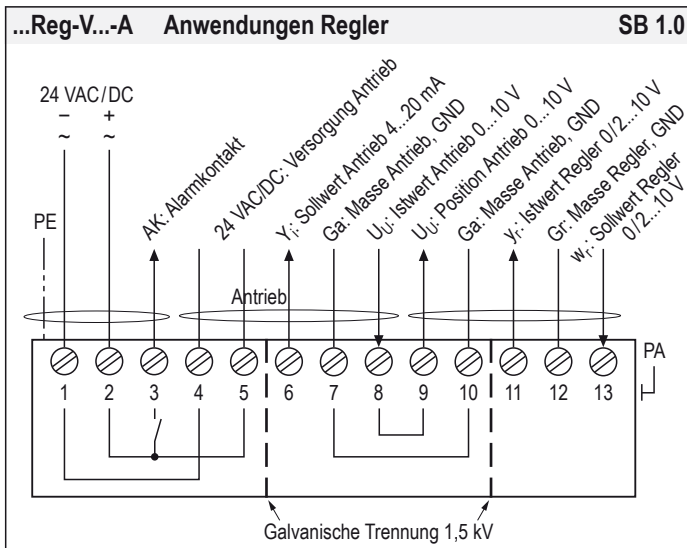 ...Reg-V...-A Anwendungen Regler SB 1.0
24 VAC/DC
– +
~ ~
PE
AK: Alarmkontakt
24 VAC/DC: Versorgung Antrieb
Yi: Sollwert Antrieb 4...20 mA
Ga: Masse Antrieb, GND
UU: Istwert Antrieb 0...10 V
UU: Position Antrieb 0...10 V
Ga: Masse Antrieb, GND
yr: Istwert Regler 0/2...10 V
Gr: Masse Regler, GND
wr: Sollwert Regler
0/2...10 V
Antrieb
PA
1 2 3 4 5 6 7 8 9 10 11 12 13
Galvanische Trennung 1,5 kV